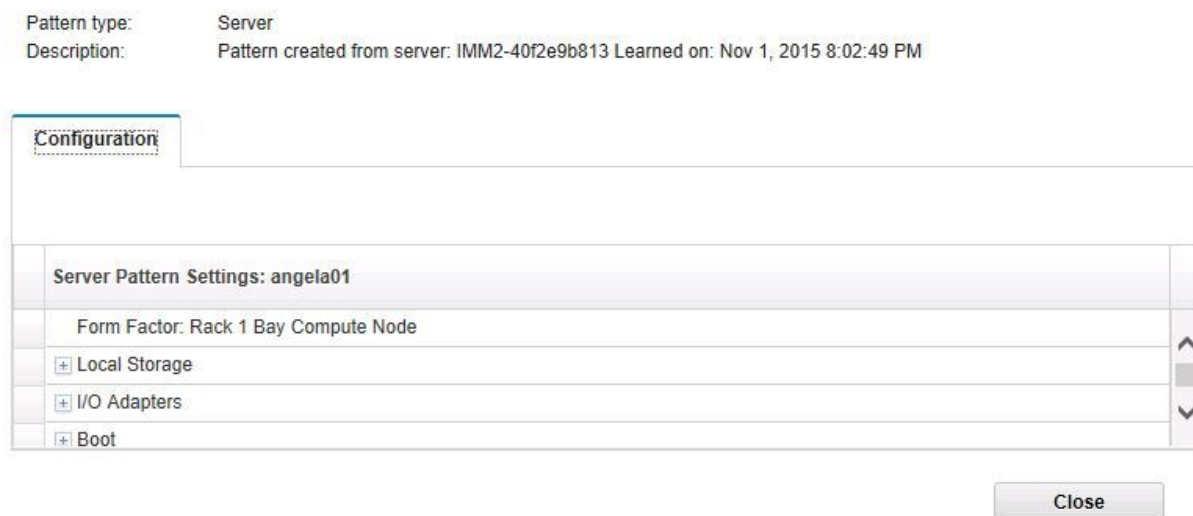 Pattern type: Server
Description: Pattern created from server: IMM2-40f2e9b813 Learned on: Nov 1, 2015 8:02:49 PM
Configuration
Server Pattern Settings: angela01
Form Factor: Rack 1 Bay Compute Node
Local Storage
I/O Adapters
Boot
Close